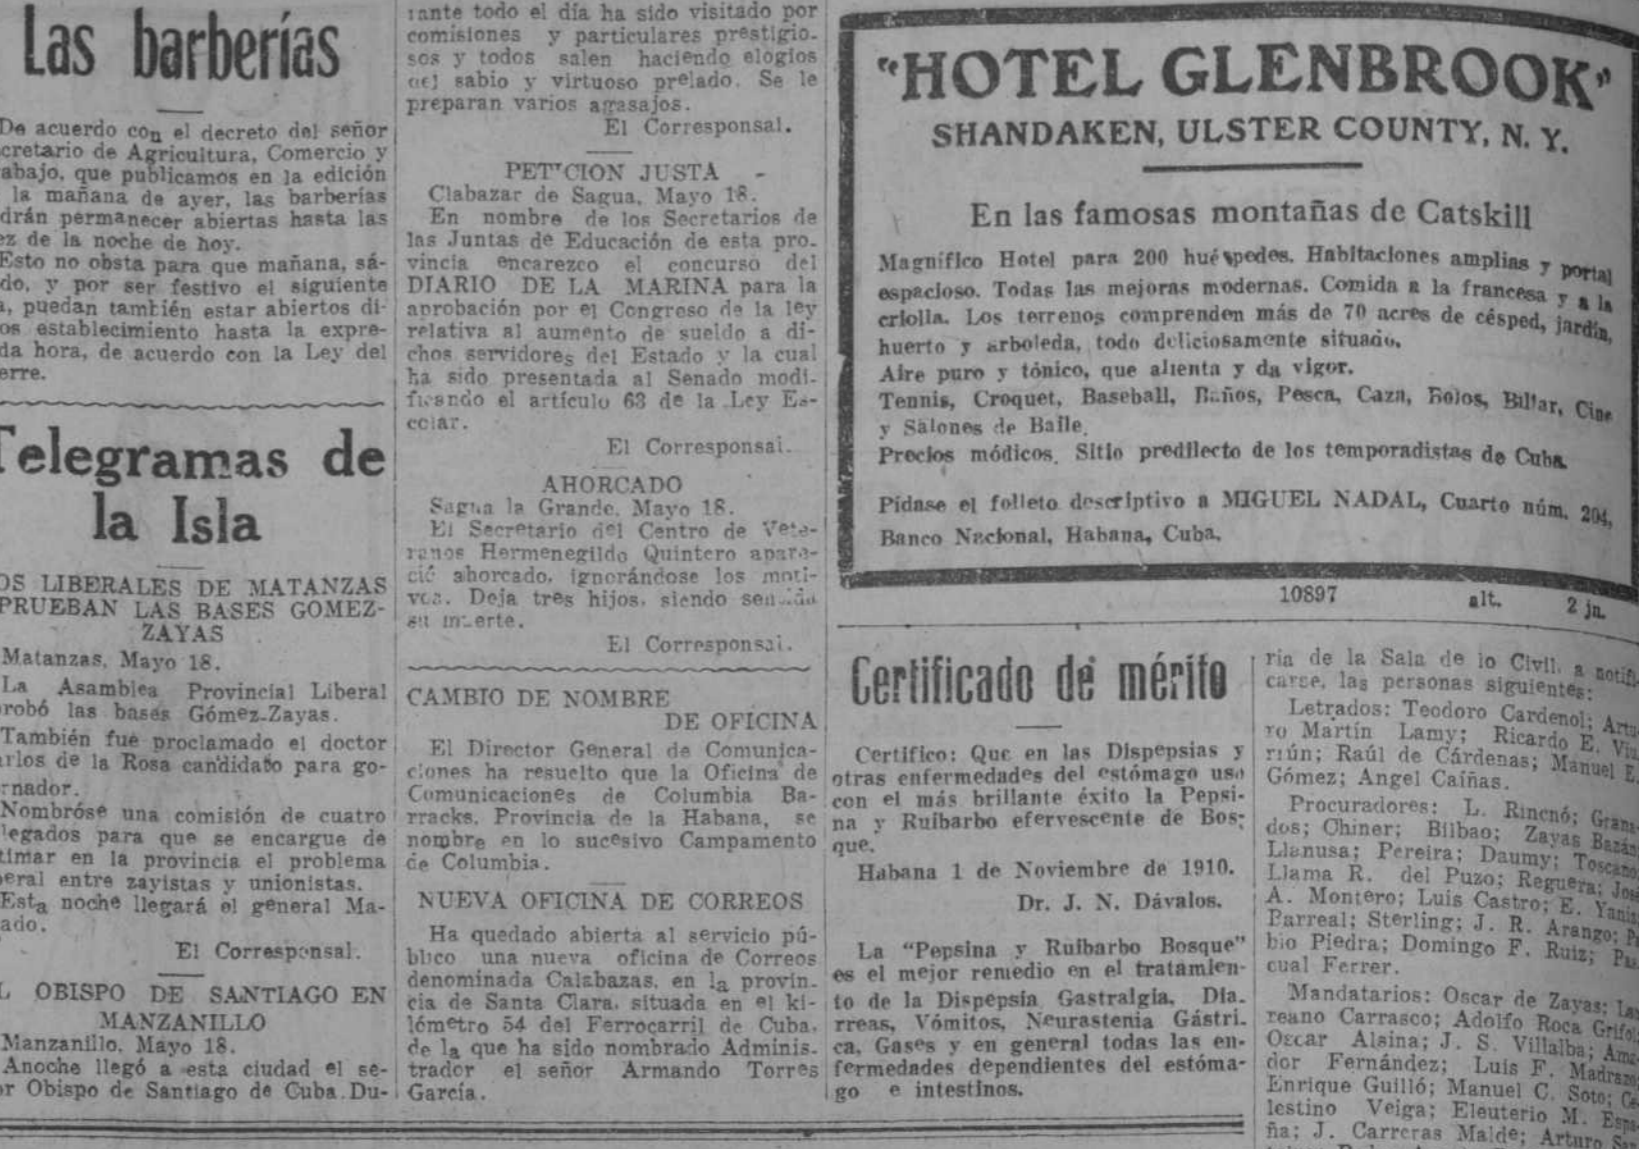 Las barberías
De acuerdo con el decreto del señor
cretario de Agricultura, Comercio y
abajo, que publicamos en la edición
la mañana de ayer, las barberías
drán permanecer abiertas hasta las
ez de la noche de hoy.
Esto no obsta para que mañana, sá-
do, y por ser festivo el siguiente
a, puedan también estar abiertos di-
os establecimiento hasta la expre-
da hora, de acuerdo con la Ley del
erre.
Telegramas de
la Isla
OS LIBERALES DE MATANZAS
PRUEBAN LAS BASES GOMEZ-
ZAYAS
Matanzas, Mayo 18.
La Asamblea Provincial Liberal
robó las bases Gómez-Zayas.
También fue proclamado el doctor
arlos de la Rosa candidato para go-
rnador.
Nombróse una comisión de cuatro
legados para que se encargue de
timar en la provincia el problema
beral entre zayistas y unionistas.
Esta noche llegará el general Ma-
ado.
El Corresponsal.
L OBISPO DE SANTIAGO EN
MANZANILLO
Manzanillo, Mayo 18.
Anoche llegó a esta ciudad el se-
or Obispo de Santiago de Cuba. Du-
rante todo el día ha sido visitado por
comisiones y particulares prestigio-
sos y todos salen haciendo elogios
del sabio y virtuoso prelado. Se le
preparan varios agasajos.
El Corresponsal.
PETICION JUSTA
Clabazar de Sagua, Mayo 18.
En nombre de los Secretarios de
las Juntas de Educación de esta pro-
vincia encarezco el concurso del
DIARIO DE LA MARINA para la
aprobación por el Congreso de la ley
relativa al aumento de sueldo a di-
chos servidores del Estado y la cual
ha sido presentada al Senado modi-
ficando el artículo 63 de la Ley Es-
colar.
El Corresponsal.
AHORCADO
Sagua la Grande, Mayo 18.
El Secretario del Centro de Vete-
ranos Hermenegildo Quintero apare-
ció ahorcado, ignorándose los moti-
vos. Deja tres hijos, siendo sentida
su muerte.
El Corresponsal.
CAMBIO DE NOMBRE
DE OFICINA
El Director General de Comunica-
ciones ha resuelto que la Oficina de
Comunicaciones de Columbia Ba-
rracks, Provincia de la Habana, se
nombre en lo sucesivo Campamento
de Columbia.
NUEVA OFICINA DE CORREOS
Ha quedado abierta al servicio pú-
blico una nueva oficina de Correos
denominada Calabazas, en la provin-
cia de Santa Clara, situada en el ki-
lómetro 54 del Ferrocarril de Cuba,
de la que ha sido nombrado Adminis-
trador el señor Armando Torres
García.
"HOTEL GLENBROOK"
SHANDAKEN, ULSTER COUNTY, N. Y.
En las famosas montañas de Catskill
Magnífico Hotel para 200 huéspedes. Habitaciones amplias y portal
espacioso. Todas las mejoras modernas. Comida a la francesa y a la
criolla. Los terrenos comprenden más de 70 acres de césped, jardín,
huerto y arboleda, todo deliciosamente situado.
Aire puro y tónico, que alienta y da vigor.
Tennis, Croquet, Baseball, Baños, Pesca, Caza, Bolos, Billar, Cine
y Salones de Baile.
Precios módicos. Sitio predilecto de los temporadistas de Cuba.
Pídase el folleto descriptivo a MIGUEL NADAL, Cuarto núm. 204,
Banco Nacional, Habana, Cuba.
10897 alt. 2 jn.
Certificado de mérito
Certifico: Que en las Dispepsias y
otras enfermedades del estómago uso
con el más brillante éxito la Pepsi-
na y Ruibarbo efervescente de Bos-
que.
Habana 1 de Noviembre de 1910.
Dr. J. N. Dávalos.
La "Pepsina y Ruibarbo Bosque"
es el mejor remedio en el tratamien-
to de la Dispepsia, Gastralgia, Dia-
rreas, Vómitos, Neurastenia Gástri-
ca, Gases y en general todas las en-
fermedades dependientes del estóma-
go e intestinos.
ria de la Sala de lo Civil, a notifi-
carse, las personas siguientes:
Letrados: Teodoro Cardenol; Artu-
ro Martín Lamy; Ricardo E. Viu-
rrún; Raúl de Cárdenas; Manuel E.
Gómez; Angel Caíñas.
Procuradores: L. Rincnó; Grana-
dos; Chiner; Bilbao; Zayas Bazán;
Llanusa; Pereira; Daumy; Toscano;
Llama R. del Puzo; Reguera; José
A. Montero; Luis Castro; E. Yaniz;
Parreal; Sterling; J. R. Arango;
bio Piedra; Domingo F. Ruiz; Pas-
cual Ferrer.
Mandatarios: Oscar de Zayas; Lau-
reano Carrasco; Adolfo Roca Grifol;
Oscar Alsina; J. S. Villalba; Ama-
dor Fernández; Luis F. Madrazo;
Enrique Guilló; Manuel C. Soto; Ce-
lestino Veiga; Eleuterio M. Espa-
ña; J. Carreras Malde; Arturo